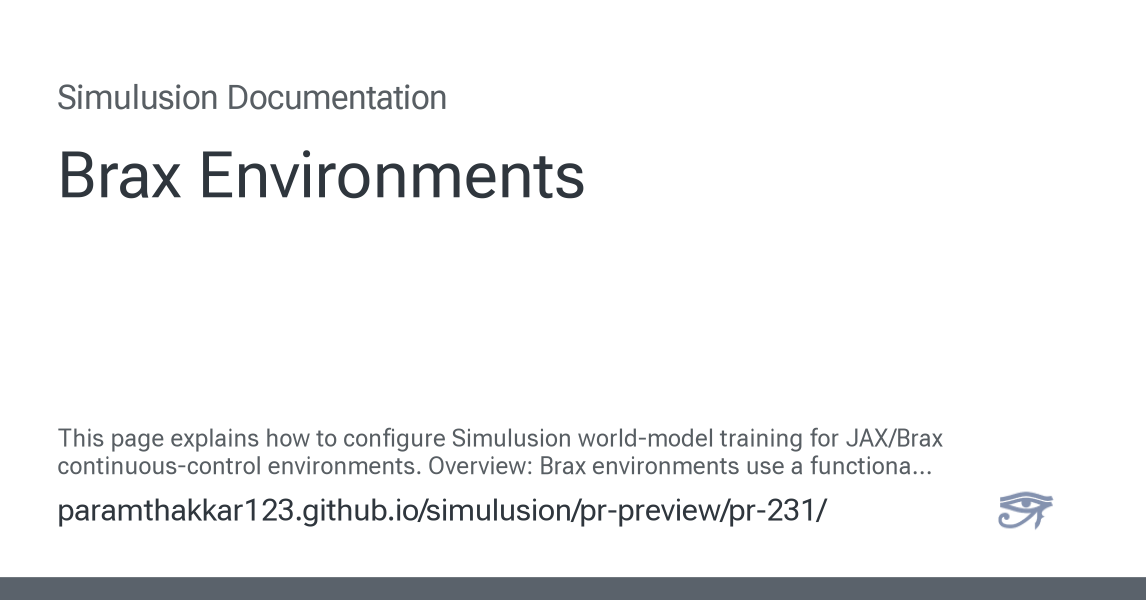 Simulusion Documentation
Brax Environments
This page explains how to configure Simulusion world-model training for JAX/Brax
continuous-control environments. Overview: Brax environments use a functiona...
paramthakkar123.github.io/simulusion/pr-preview/pr-231/